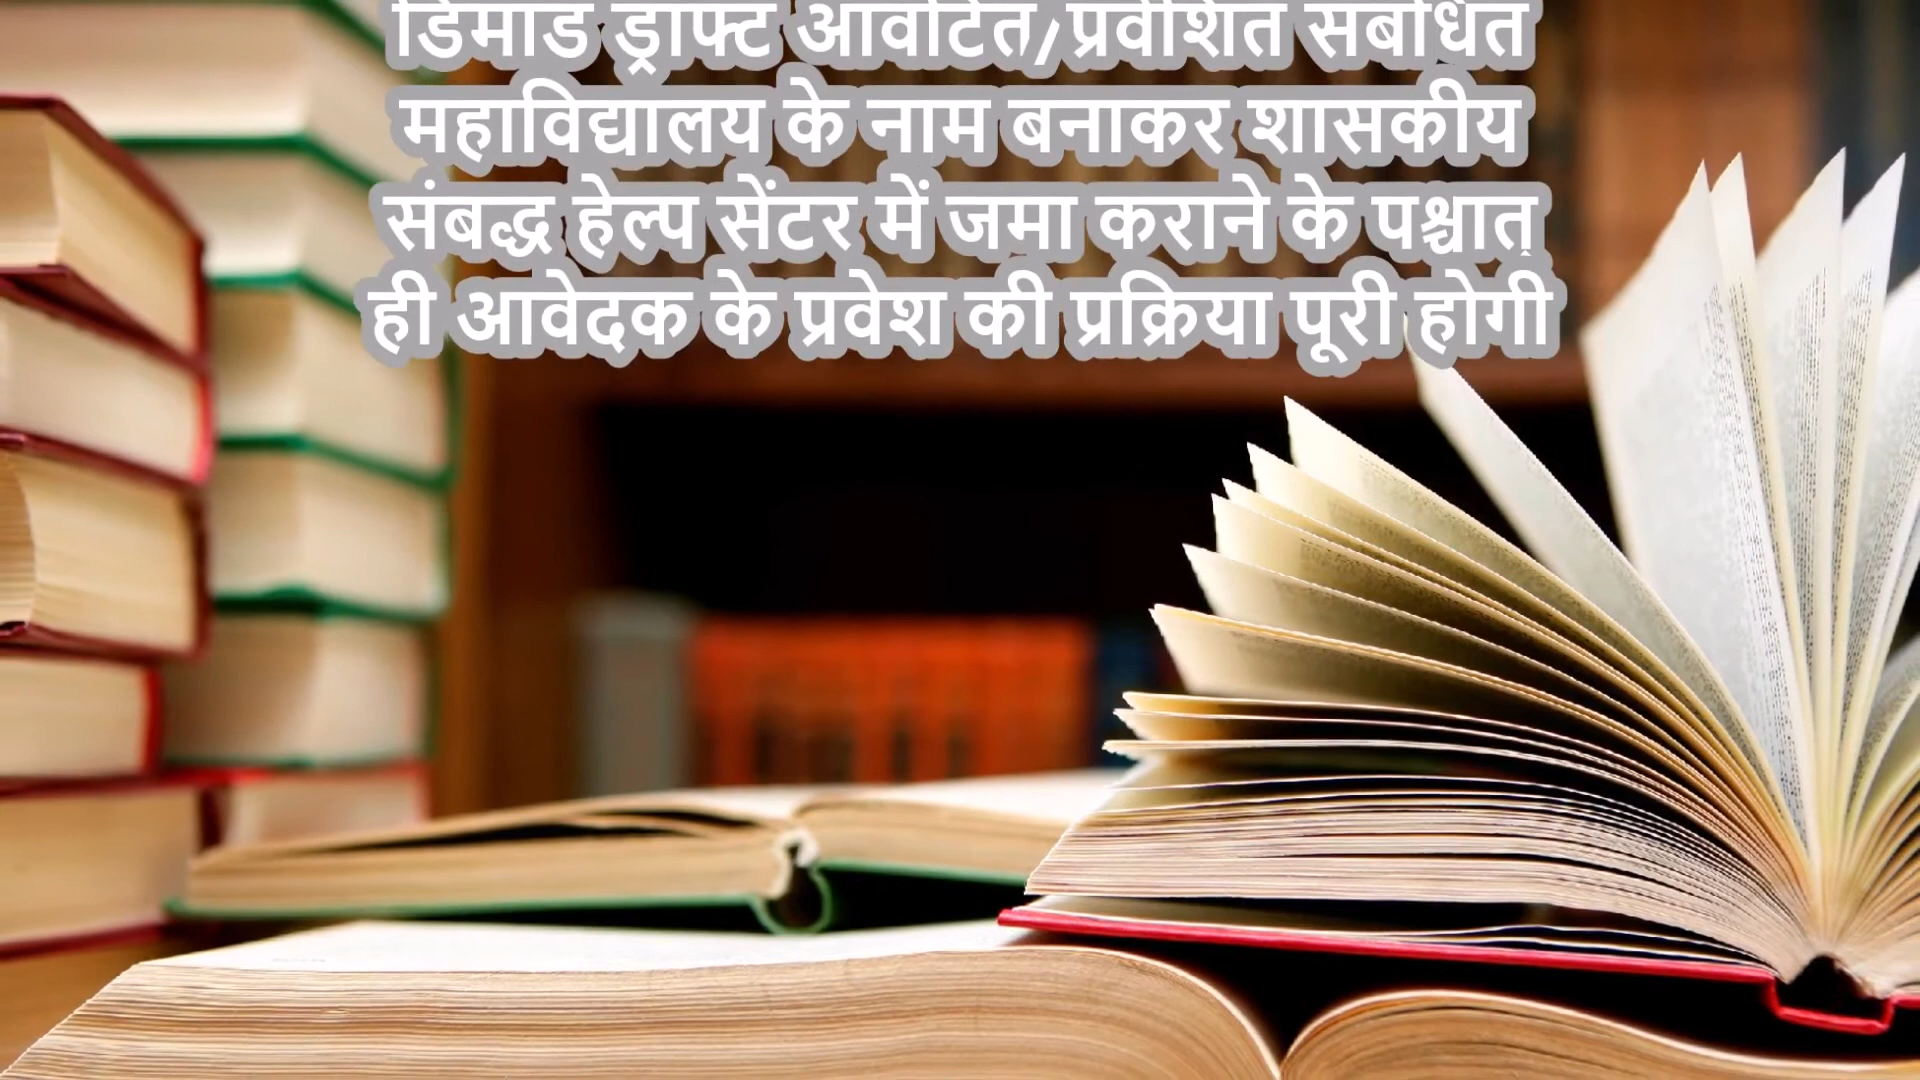 डिमांड ड्राफ्ट आवंटित/प्रवेशित संबंधित
महाविद्यालय के नाम बनाकर शासकीय
संबद्ध हेल्प सेंटर में जमा कराने के पश्चात्
ही आवेदक के प्रवेश की प्रक्रिया पूरी होगी